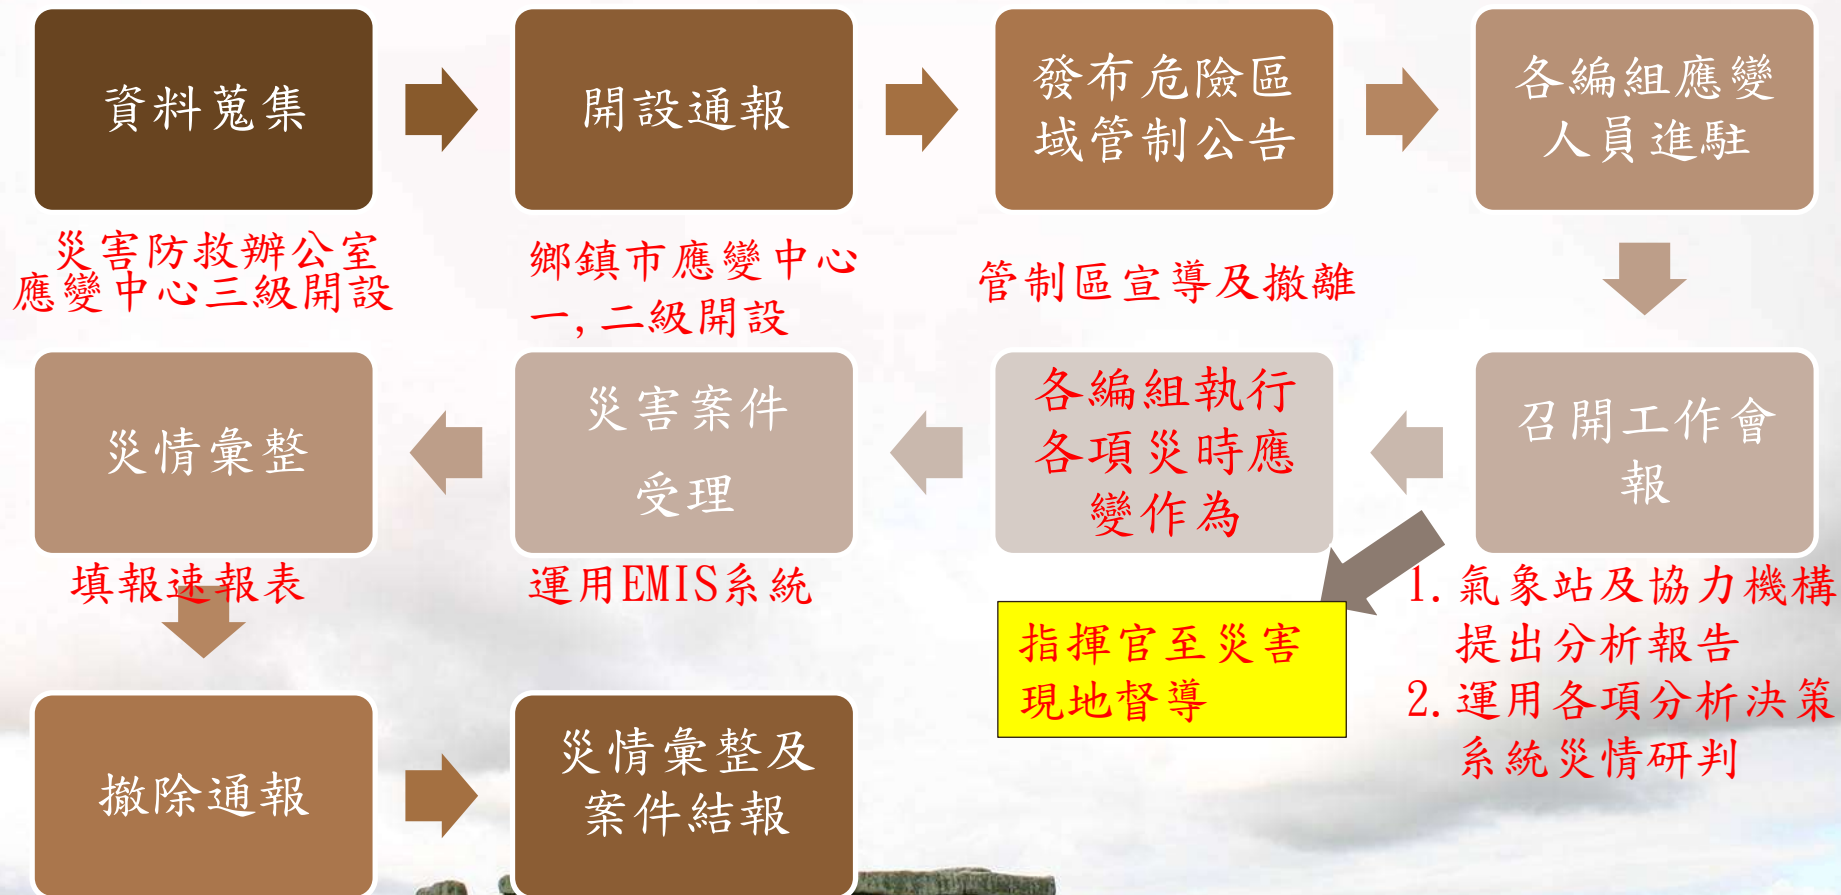 資料蒐集
災害防救辦公室
應變中心三級開設
開設通報
鄉鎮市應變中心
一,二級開設
發布危險區
域管制公告
管制區宣導及撤離
各編組應變
人員進駐
召開工作會
報
1. 氣象站及協力機構
提出分析報告
2. 運用各項分析決策
系統災情研判
各編組執行
各項災時應
變作為
指揮官至災害
現地督導
災害案件
受理
運用EMIS系統
災情彙整
填報速報表
撤除通報
災情彙整及
案件結報